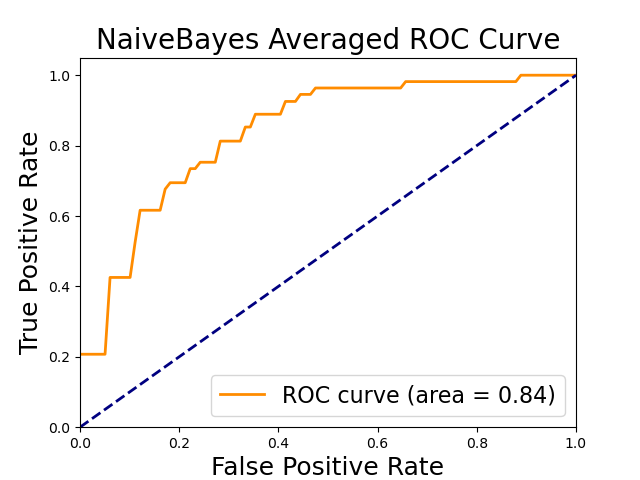 NaiveBayes Averaged ROC Curve
True Positive Rate
1.0
0.8
0.6
0.4
0.2
0.0
ROC curve (area = 0.84)
0.0 0.2 0.4 0.6 0.8 1.0
False Positive Rate